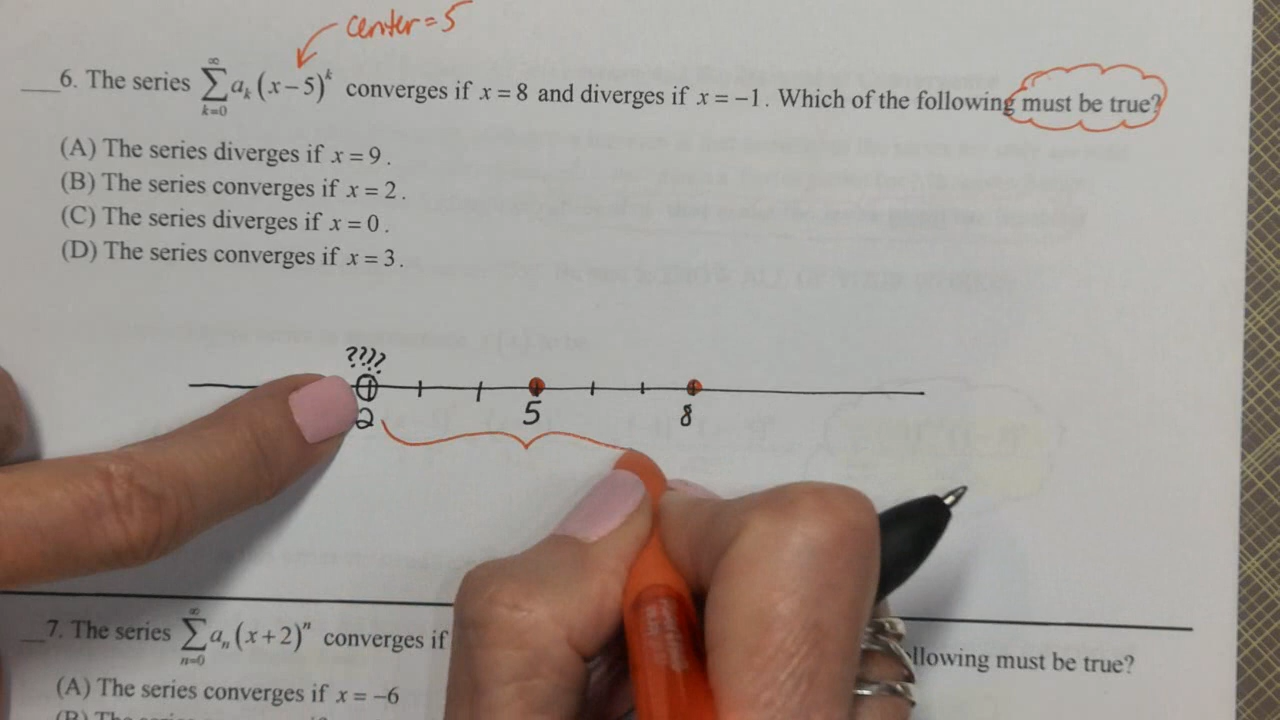 center=5
___6. The series ∞∑k=0 aₖ(x−5)ᵏ converges if x = 8 and diverges if x = −1. Which of the following must be true?
(A) The series diverges if x = 9.
(B) The series converges if x = 2.
(C) The series diverges if x = 0.
(D) The series converges if x = 3.
????
2 5 8
__7. The series ∞∑n=0 aₙ(x+2)ⁿ converges if llowing must be true?
(A) The series converges if x = −6